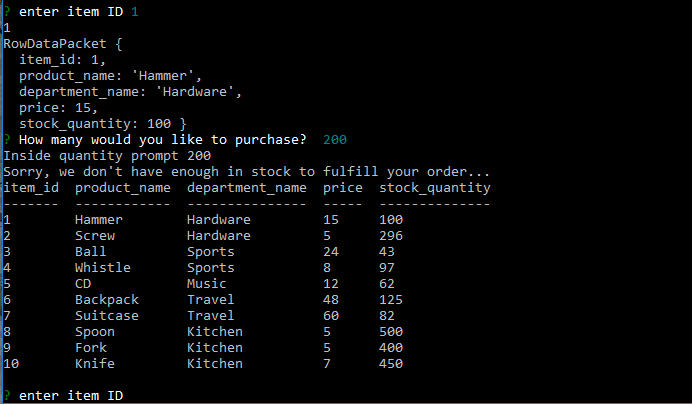 ? enter item ID 1
1
RowDataPacket {
  item_id: 1,
  product_name: 'Hammer',
  department_name: 'Hardware',
  price: 15,
  stock_quantity: 100 }
? How many would you like to purchase?  200
Inside quantity prompt 200
Sorry, we don't have enough in stock to fulfill your order...
item_id  product_name  department_name  price  stock_quantity
-------  ------------  ---------------  -----  --------------
1        Hammer        Hardware         15     100
2        Screw         Hardware         5      296
3        Ball          Sports           24     43
4        Whistle       Sports           8      97
5        CD            Music            12     62
6        Backpack      Travel           48     125
7        Suitcase      Travel           60     82
8        Spoon         Kitchen          5      500
9        Fork          Kitchen          5      400
10       Knife         Kitchen          7      450
? enter item ID